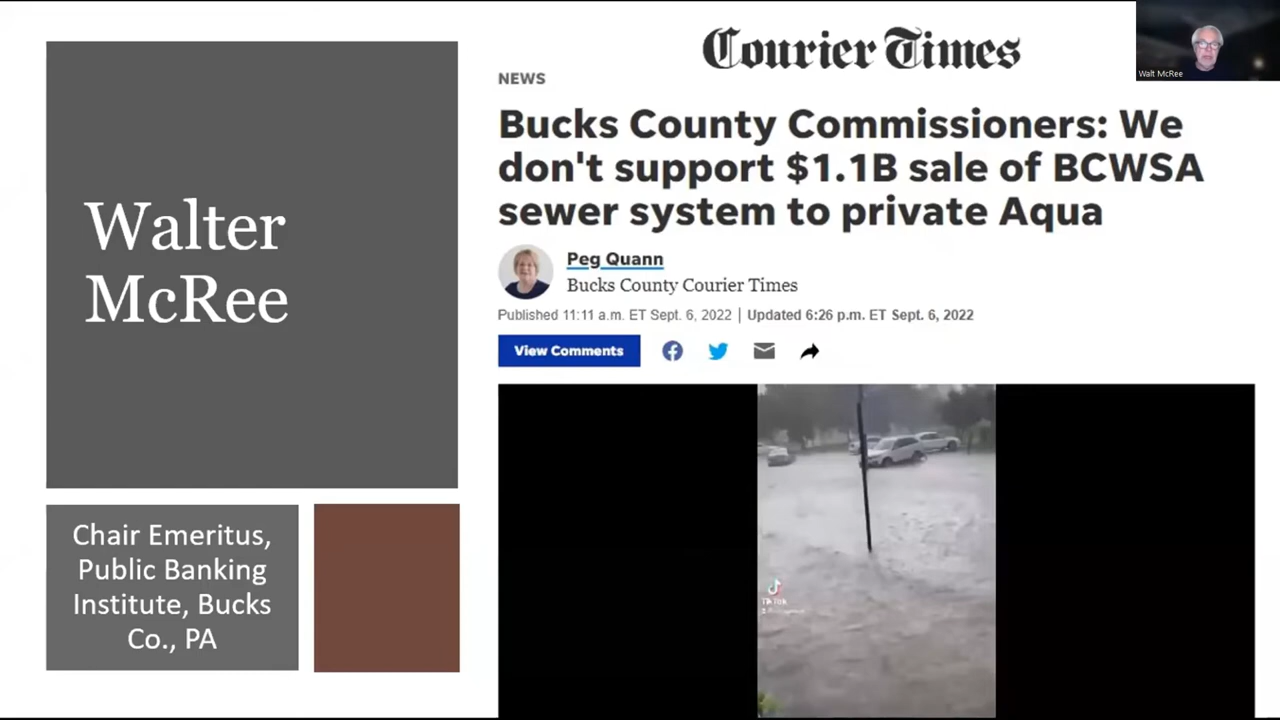 Walter
McRee
Chair Emeritus,
Public Banking
Institute, Bucks
Co., PA
Courier Times
NEWS
Bucks County Commissioners: We
don't support $1.1B sale of BCWSA
sewer system to private Aqua
Peg Quann
Bucks County Courier Times
Published 11:11 a.m. ET Sept. 6, 2022 | Updated 6:26 p.m. ET Sept. 6, 2022
View Comments
TikTok
Walt McRee